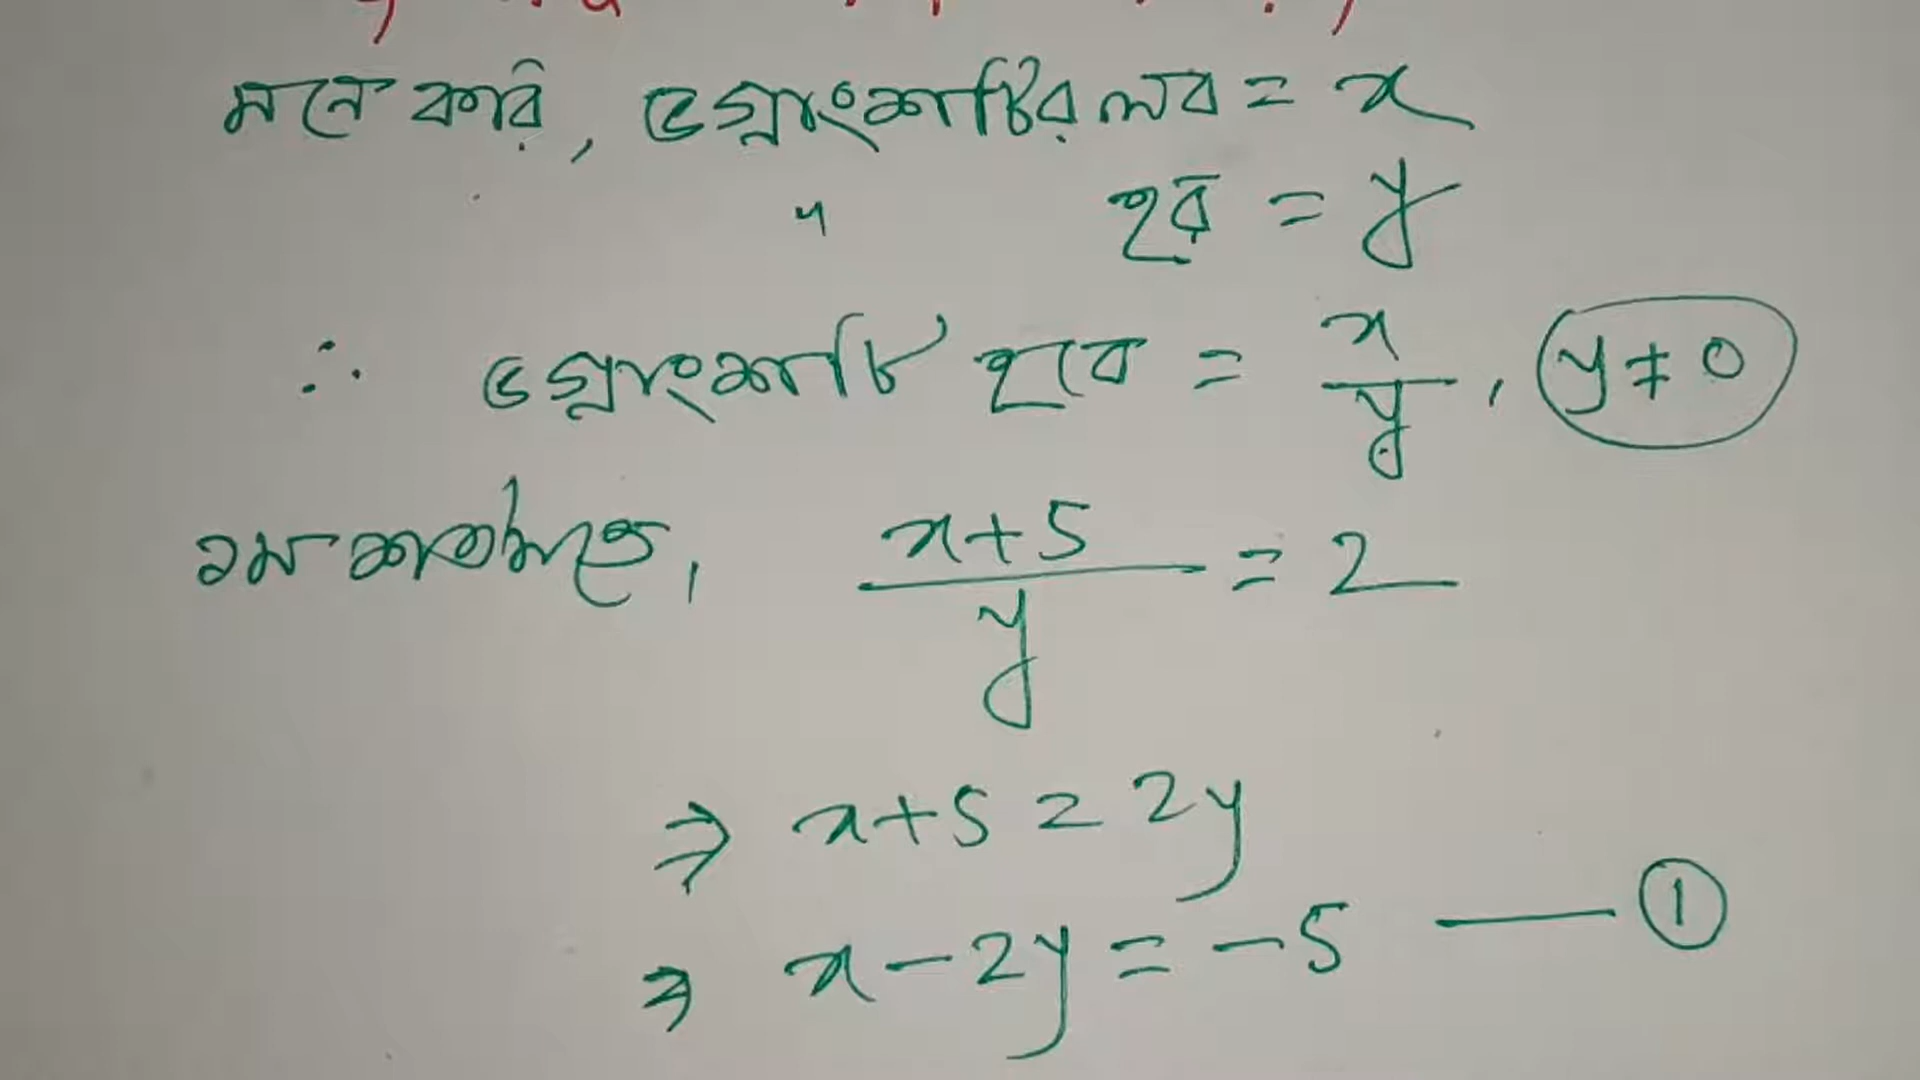 মনে করি, ভগ্নাংশটির লব = x
" হর = y
∴ ভগ্নাংশটি হবে = x/y, y ≠ 0
১ম শর্তমতে, (x+5)/y = 2
⇒ x+5 = 2y
⇒ x-2y = -5 —— ①